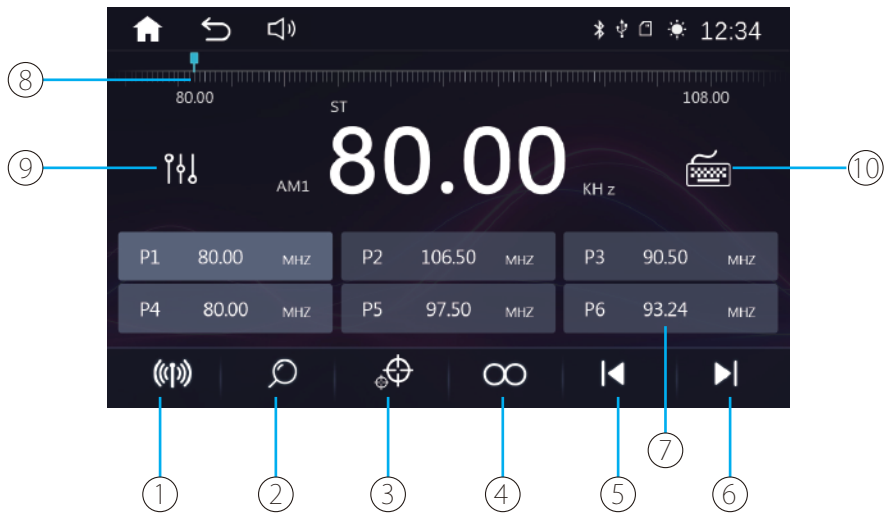 12:34
⑧
80.00 108.00
ST
⑨ AM1 80.00 KH z ⑩
P1 80.00 MHZ P2 106.50 MHZ P3 90.50 MHZ
P4 80.00 MHZ P5 97.50 MHZ P6 93.24 MHZ
⑦
① ② ③ ④ ⑤ ⑥